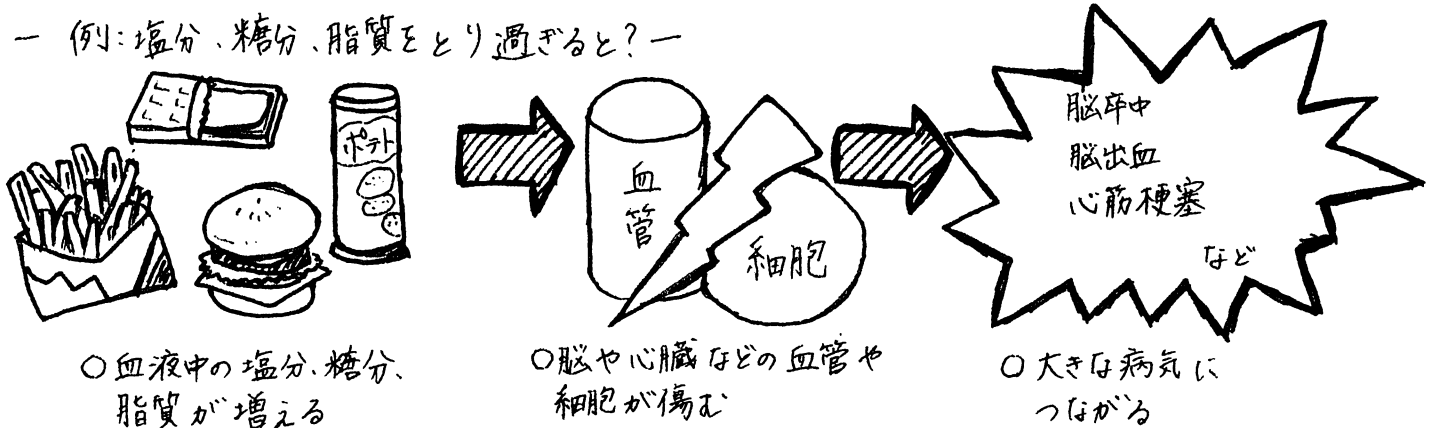 — 例:塩分、糖分、脂質をとり過ぎると?—
ポテト
血管
細胞
脳卒中
脳出血
心筋梗塞
など
○血液中の塩分、糖分、
脂質が増える
○脳や心臓などの血管や
細胞が傷む
○大きな病気に
つながる